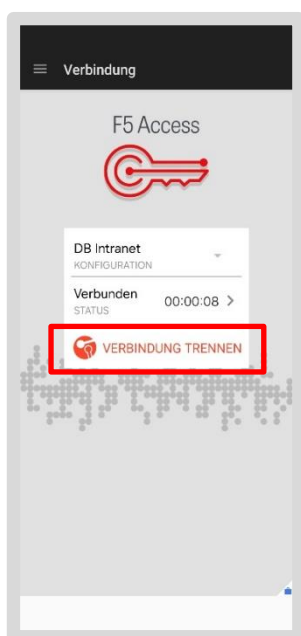 Verbindung
F5 Access
DB Intranet
KONFIGURATION
Verbunden
STATUS
00:00:08
VERBINDUNG TRENNEN